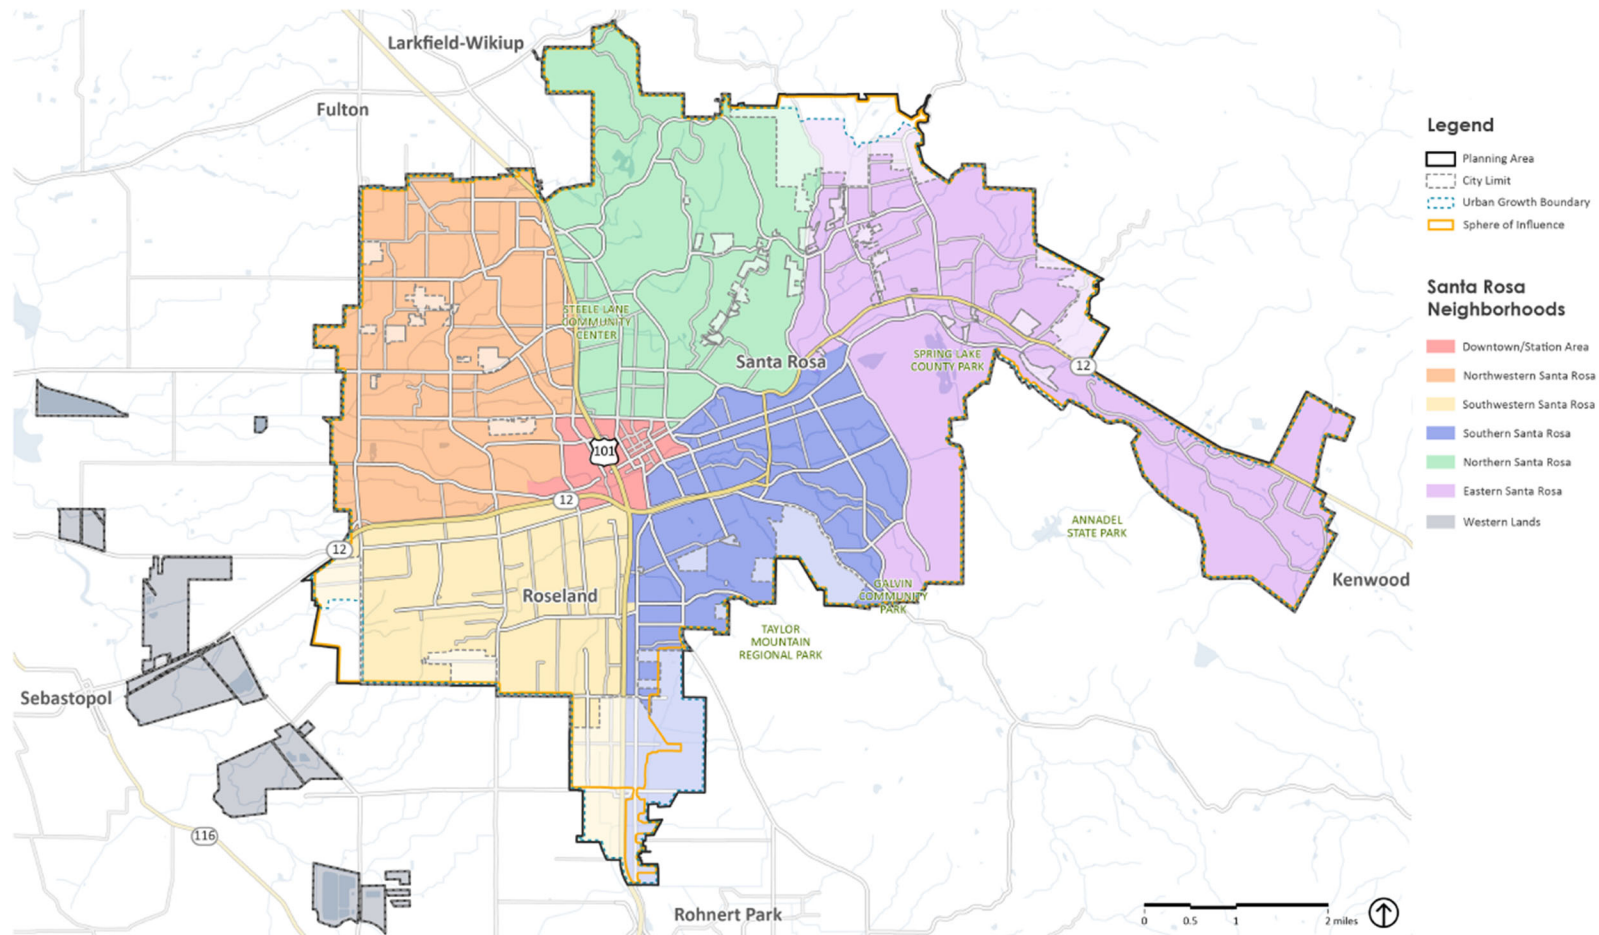 Larkfield-Wikiup
Fulton
STEELE LANE
COMMUNITY
CENTER
Santa Rosa
SPRING LAKE
COUNTY PARK
12
101
12
12
ANNADEL
STATE PARK
Kenwood
GALVIN
COMMUNITY
PARK
Roseland
TAYLOR
MOUNTAIN
REGIONAL PARK
Sebastopol
116
Rohnert Park
Legend
Planning Area
City Limit
Urban Growth Boundary
Sphere of Influence
Santa Rosa
Neighborhoods
Downtown/Station Area
Northwestern Santa Rosa
Southwestern Santa Rosa
Southern Santa Rosa
Northern Santa Rosa
Eastern Santa Rosa
Western Lands
0 0.5 1 2 miles